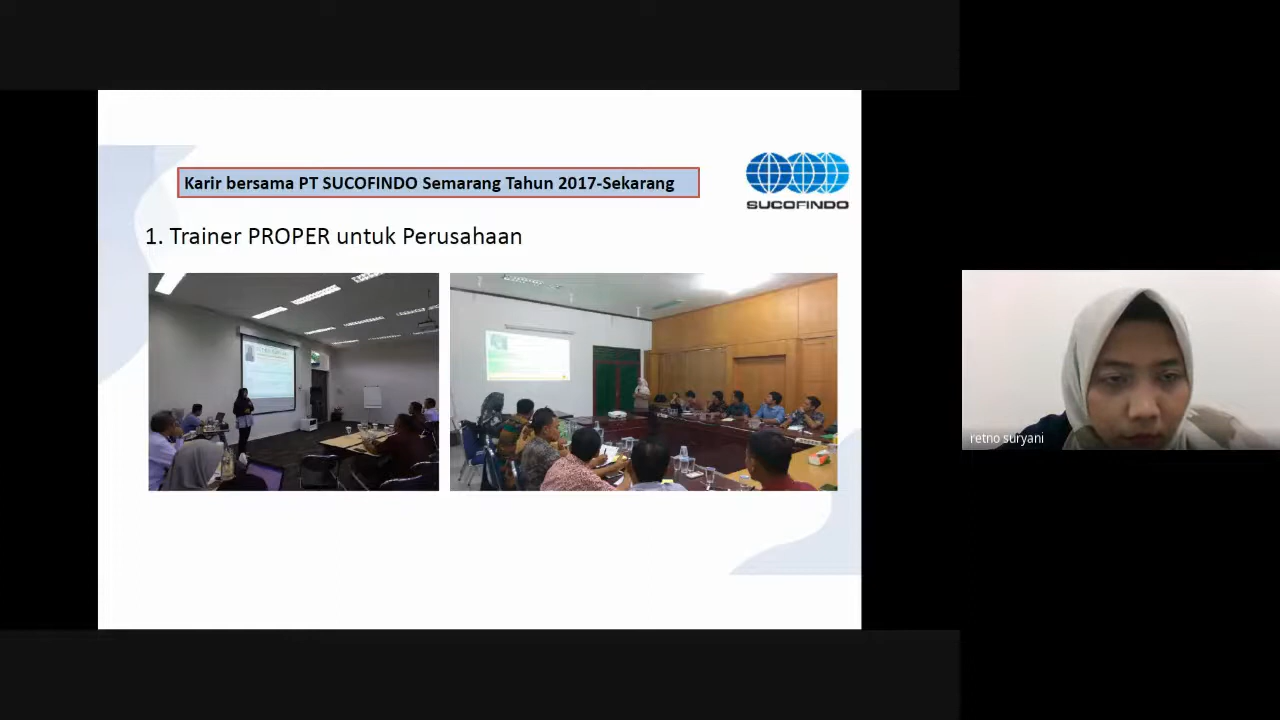 Karir bersama PT SUCOFINDO Semarang Tahun 2017-Sekarang
SUCOFINDO
1. Trainer PROPER untuk Perusahaan
retno suryani